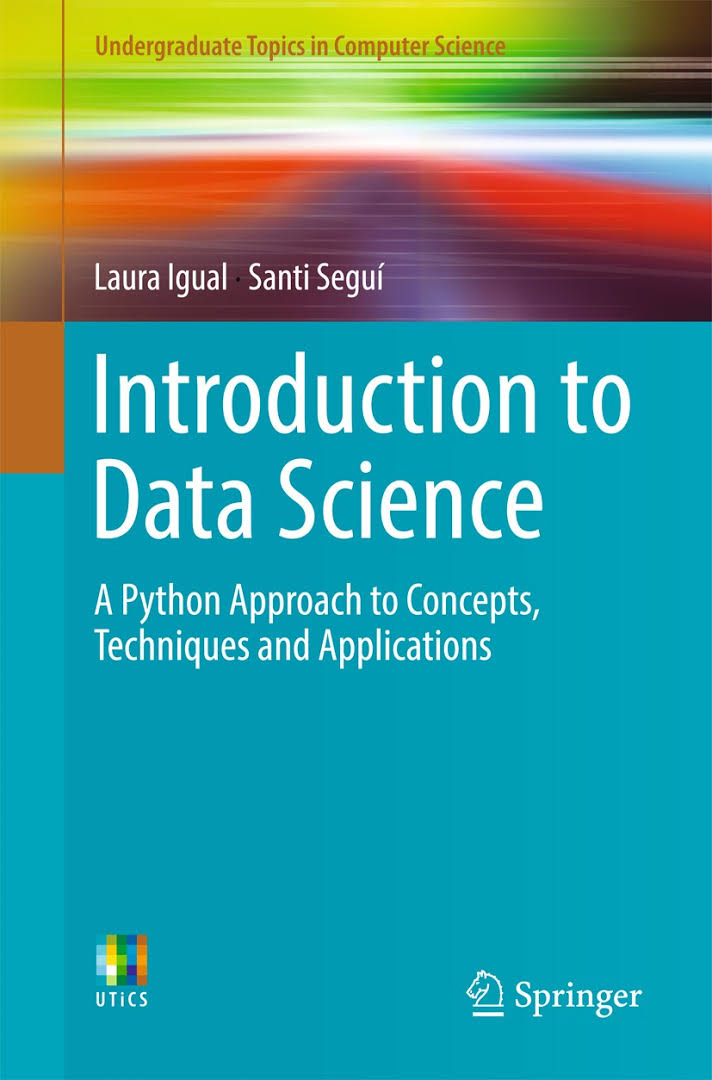 Undergraduate Topics in Computer Science
Laura Igual · Santi Seguí
Introduction to
Data Science
A Python Approach to Concepts,
Techniques and Applications
UTiCS
Springer